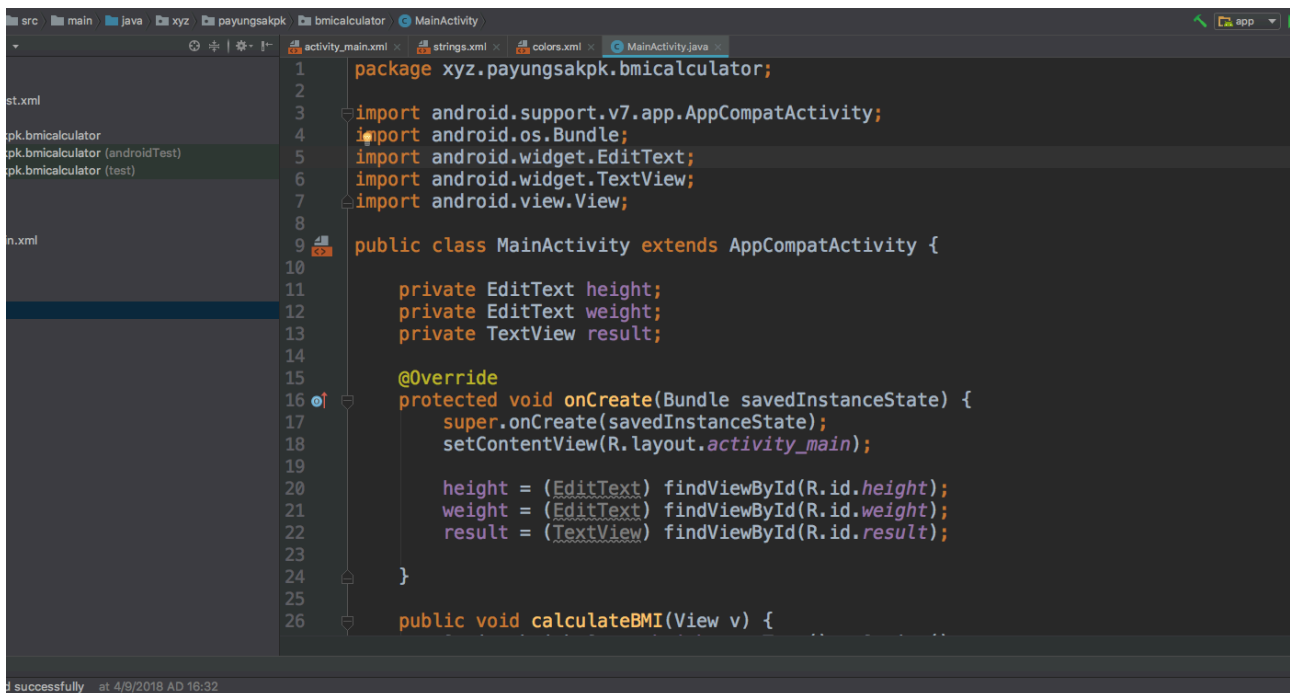 src main java xyz payungsakpk bmicalculator MainActivity app
activity_main.xml strings.xml colors.xml MainActivity.java
st.xml
pk.bmicalculator
pk.bmicalculator (androidTest)
pk.bmicalculator (test)
n.xml
1 package xyz.payungsakpk.bmicalculator;
2
3 import android.support.v7.app.AppCompatActivity;
4 import android.os.Bundle;
5 import android.widget.EditText;
6 import android.widget.TextView;
7 import android.view.View;
8
9 public class MainActivity extends AppCompatActivity {
10
11 private EditText height;
12 private EditText weight;
13 private TextView result;
14
15 @Override
16 protected void onCreate(Bundle savedInstanceState) {
17 super.onCreate(savedInstanceState);
18 setContentView(R.layout.activity_main);
19
20 height = (EditText) findViewById(R.id.height);
21 weight = (EditText) findViewById(R.id.weight);
22 result = (TextView) findViewById(R.id.result);
23
24 }
25
26 public void calculateBMI(View v) {
d successfully at 4/9/2018 AD 16:32